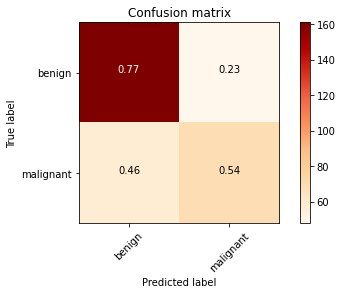 Confusion matrix
True label
benign
malignant
0.77
0.23
0.46
0.54
benign
malignant
Predicted label
160
140
120
100
80
60